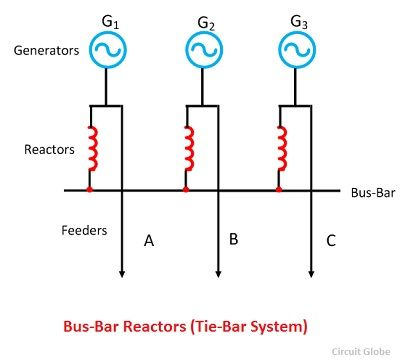 G1 G2 G3
Generators
Reactors
Bus-Bar
Feeders
A B C
Bus-Bar Reactors (Tie-Bar System)
Circuit Globe